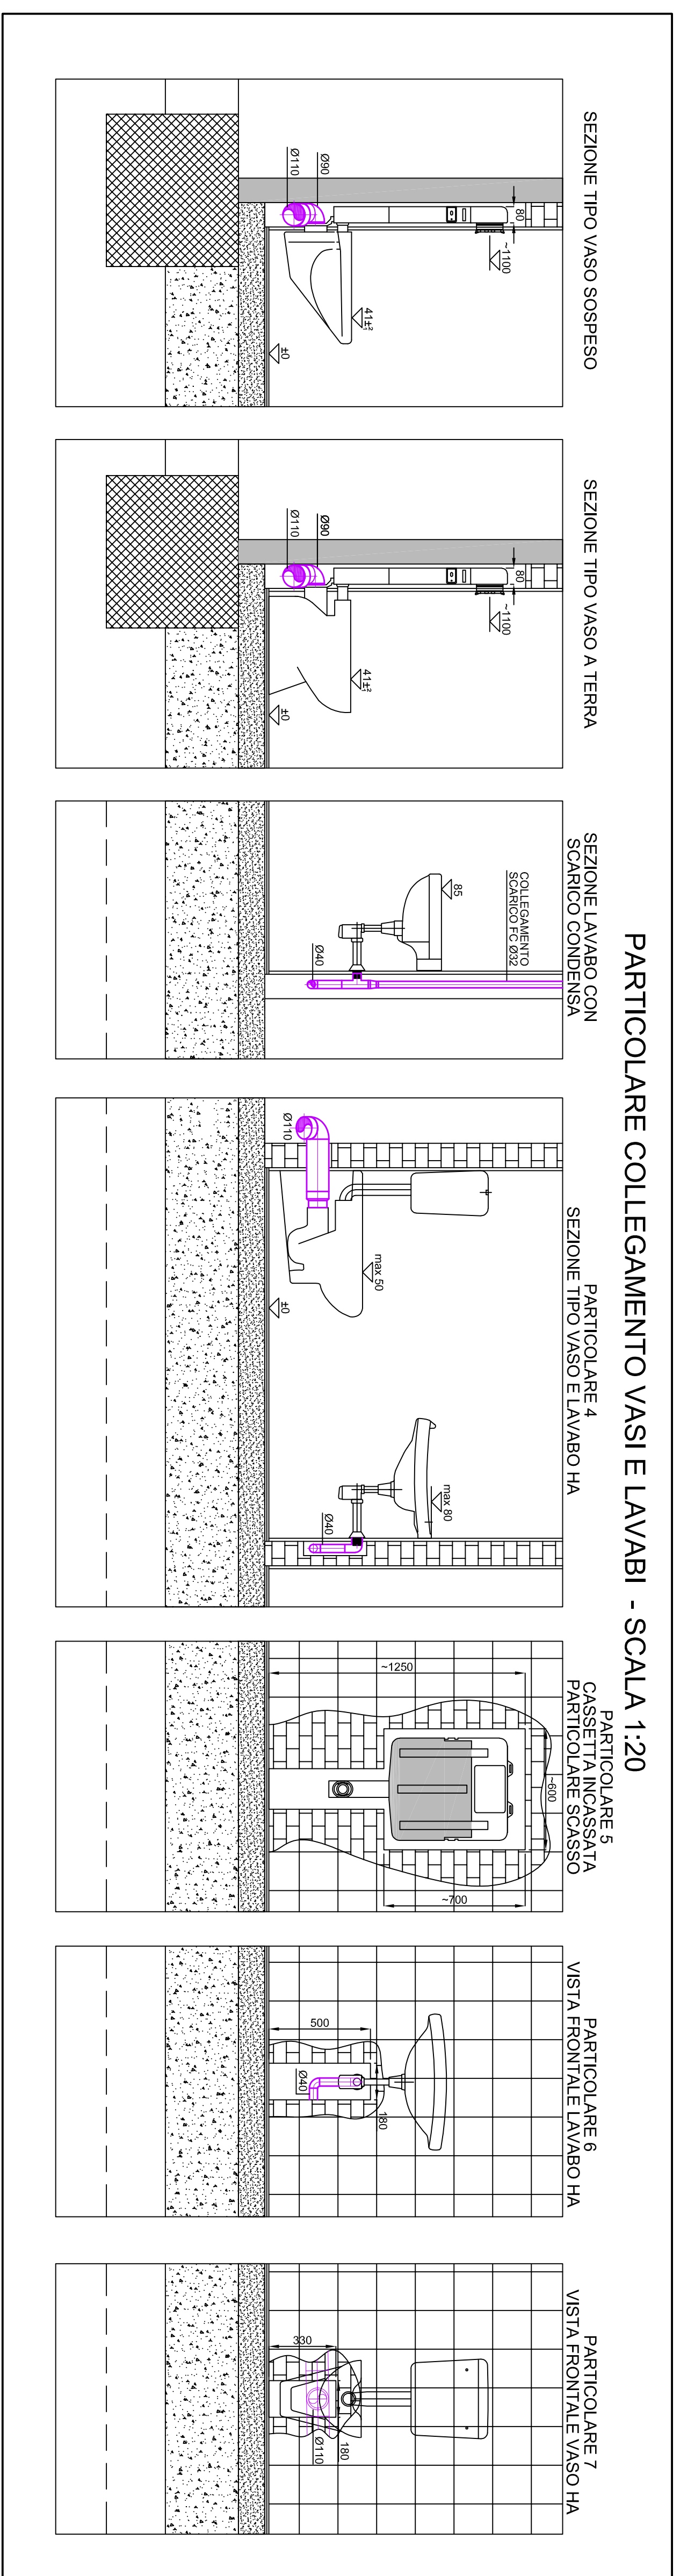 PARTICOLARE COLLEGAMENTO VASI E LAVABI - SCALA 1:20
SEZIONE TIPO VASO SOSPESO
80
~1100
Ø90
Ø110
41±²₁
±0
SEZIONE TIPO VASO A TERRA
80
~1100
Ø90
Ø110
41±²₁
±0
SEZIONE LAVABO CON
SCARICO CONDENSA
COLLEGAMENTO
SCARICO FC Ø32
85
Ø40
PARTICOLARE 4
SEZIONE TIPO VASO E LAVABO HA
Ø110
max 50
±0
max 80
Ø40
PARTICOLARE 5
CASSETTA INCASSATA
PARTICOLARE SCASSO
~600
~1250
~700
PARTICOLARE 6
VISTA FRONTALE LAVABO HA
500
180
Ø40
PARTICOLARE 7
VISTA FRONTALE VASO HA
330
180
Ø110